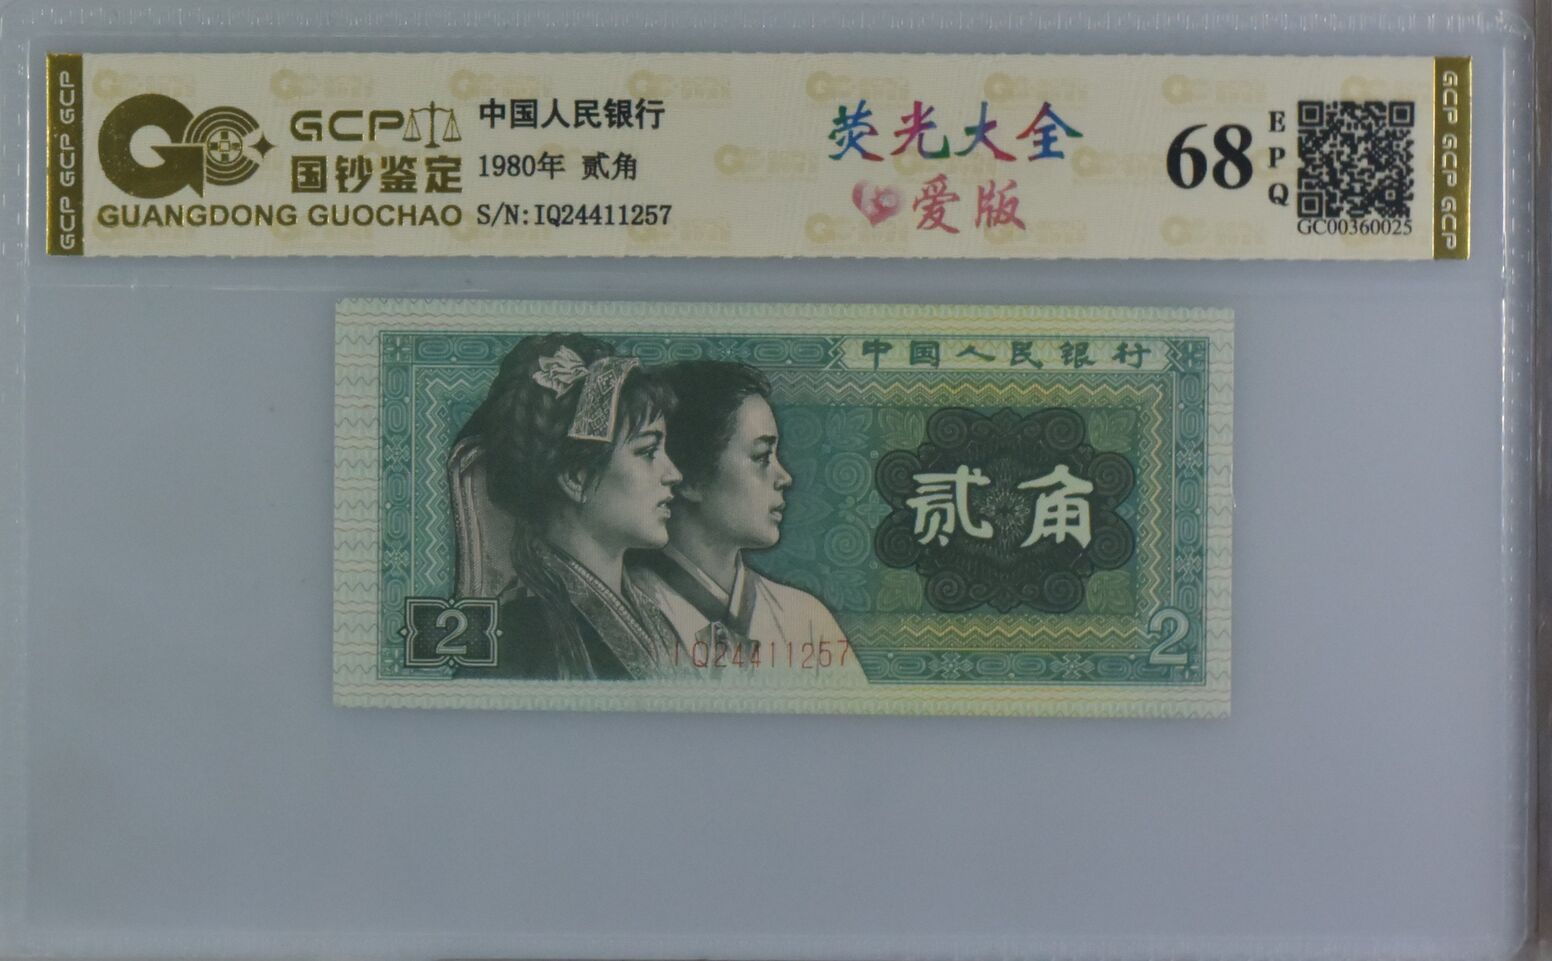 GCP GCP GCP
GCP
国钞鉴定
GUANGDONG GUOCHAO
中国人民银行
1980年 贰角
S/N:IQ24411257
荧光大全
爱版
68
EPQ
GC00360025
GCP GCP GCP
中国人民银行
贰角
2
IQ24411257
2